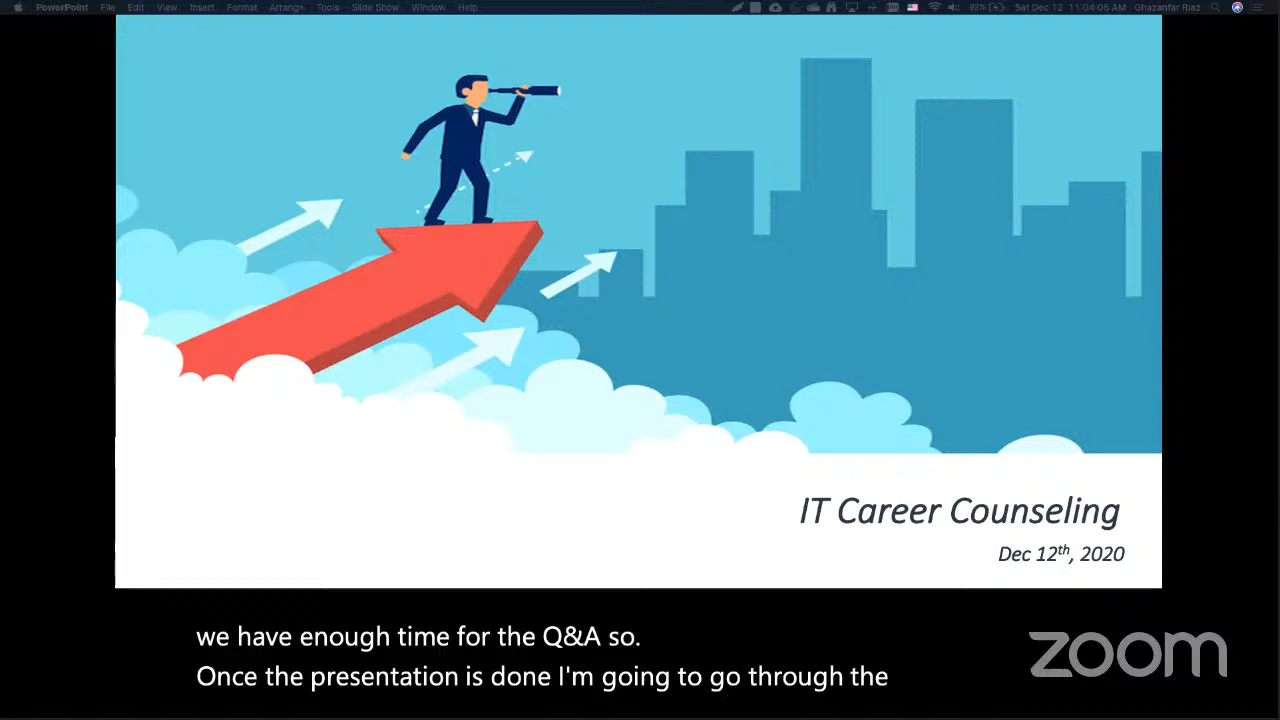 PowerPoint File Edit View Insert Format Arrange Tools Slide Show Window Help 93% Sat Dec 12 11:04:06 AM Ghazanfar Riaz
IT Career Counseling
Dec 12th, 2020
we have enough time for the Q&A so.
Once the presentation is done I'm going to go through the
zoom